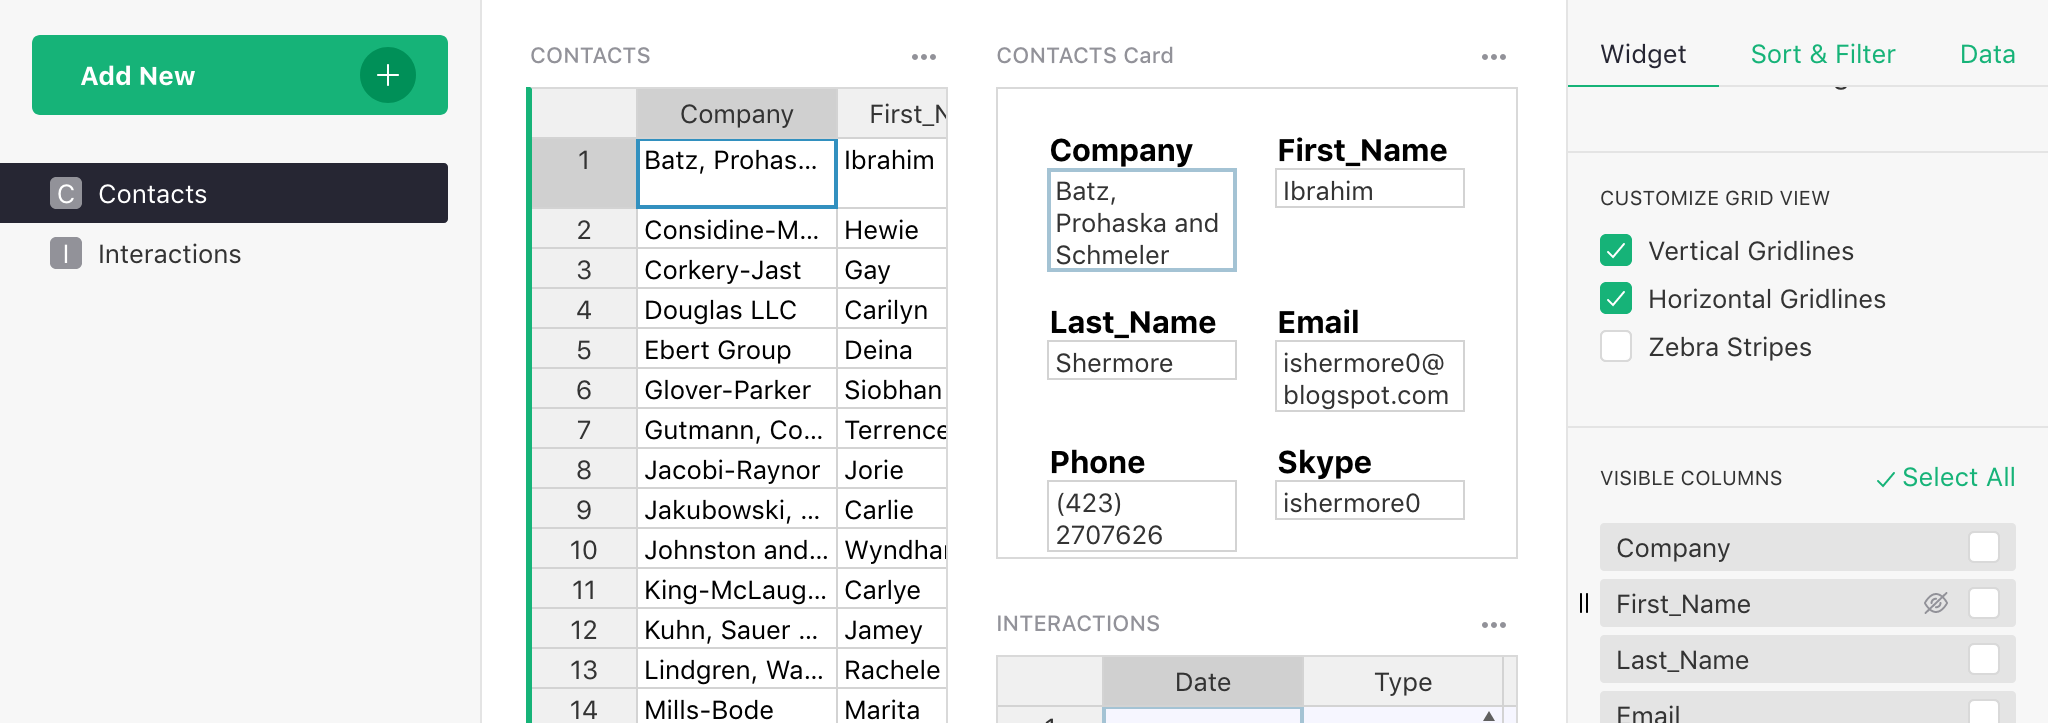 Add New
C Contacts
I Interactions
CONTACTS
Company First_N
1 Batz, Prohas... Ibrahim
2 Considine-M... Hewie
3 Corkery-Jast Gay
4 Douglas LLC Carilyn
5 Ebert Group Deina
6 Glover-Parker Siobhan
7 Gutmann, Co... Terrence
8 Jacobi-Raynor Jorie
9 Jakubowski, ... Carlie
10 Johnston and... Wyndhar
11 King-McLaug... Carlye
12 Kuhn, Sauer ... Jamey
13 Lindgren, Wa... Rachele
14 Mills-Bode Marita
CONTACTS Card
Company
Batz,
Prohaska and
Schmeler
First_Name
Ibrahim
Last_Name
Shermore
Email
ishermore0@
blogspot.com
Phone
(423)
2707626
Skype
ishermore0
INTERACTIONS
Date Type
1
Widget Sort & Filter Data
CUSTOMIZE GRID VIEW
Vertical Gridlines
Horizontal Gridlines
Zebra Stripes
VISIBLE COLUMNS Select All
Company
First_Name
Last_Name
Email